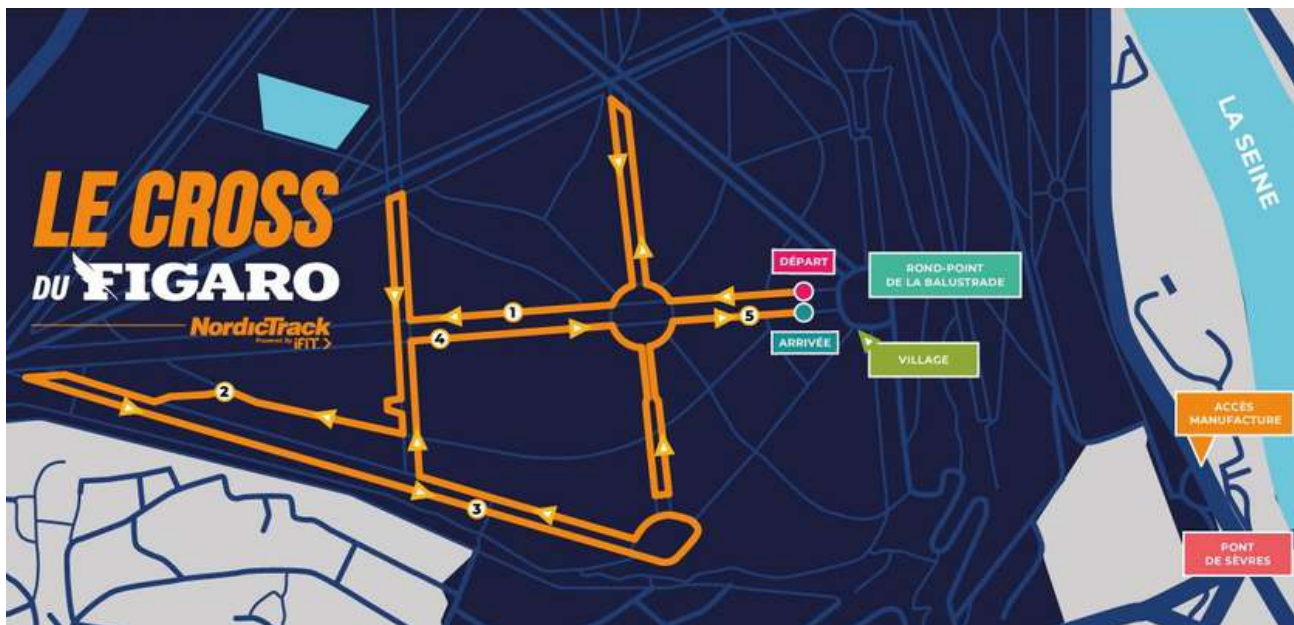 LE CROSS
DU FIGARO
NordicTrack
Powered by iFIT
DÉPART
ARRIVÉE
ROND-POINT
DE LA BALUSTRADE
VILLAGE
LA SEINE
ACCÈS
MANUFACTURE
PONT
DE SÈVRES
1
2
3
4
5